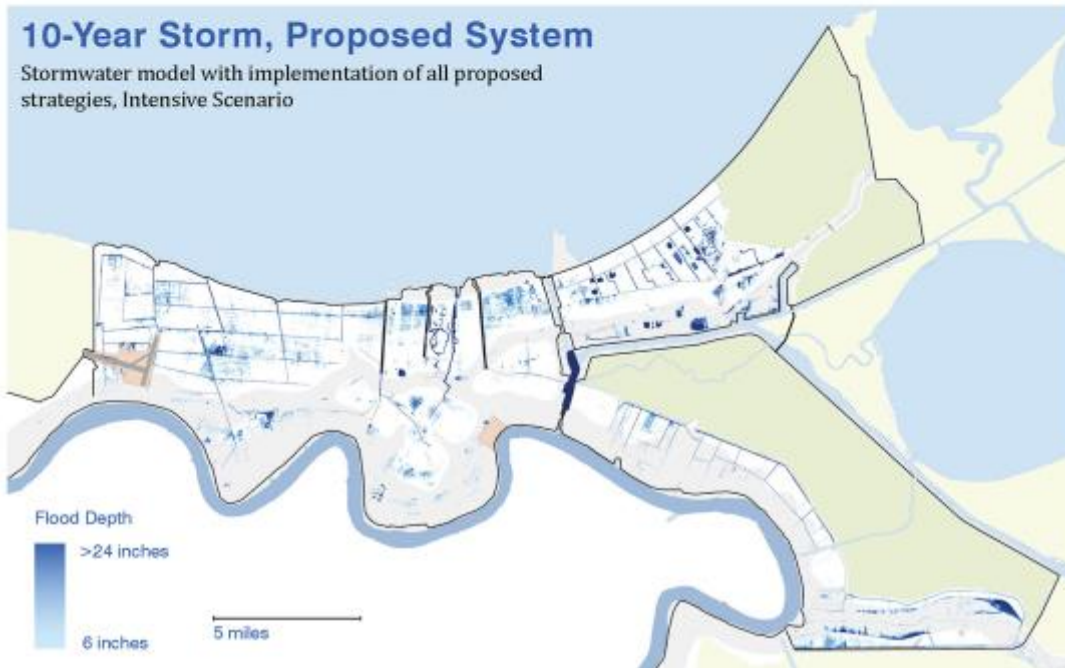 10-Year Storm, Proposed System
Stormwater model with implementation of all proposed
strategies, Intensive Scenario
Flood Depth
>24 inches
6 inches
5 miles